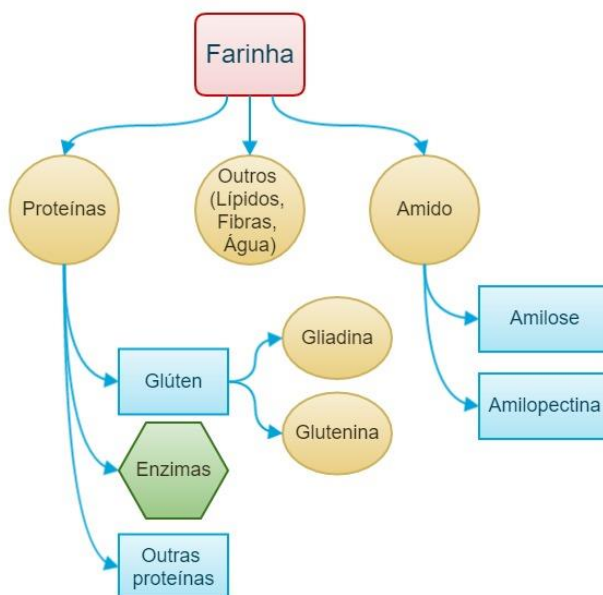 Farinha
Proteínas
Outros
(Lípidos,
Fibras,
Água)
Amido
Glúten
Gliadina
Glutenina
Enzimas
Outras
proteínas
Amilose
Amilopectina